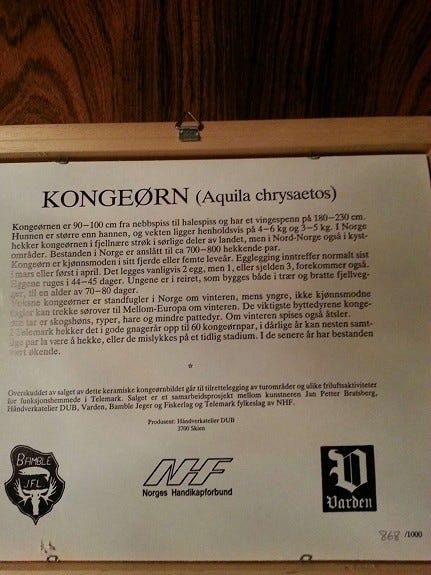 KONGEØRN (Aquila chrysaetos)
Kongeørnen er 90–100 cm fra nebbspiss til halespiss og har et vingespenn på 180–230 cm.
Hunnen er større enn hannen, og vekten ligger henholdsvis på 4–6 kg og 3–5 kg. I Norge
hekker kongeørnen i fjellnære strøk i sørlige deler av landet, men i Nord-Norge også i kyst-
områder. Bestanden i Norge er anslått til ca 700–800 hekkende par.
Kongeørn er kjønnsmoden i sitt fjerde eller femte leveår. Egglegging inntreffer normalt sist
i mars eller først i april. Det legges vanligvis 2 egg, men 1, eller sjelden 3, forekommer også.
Eggene ruges i 44–45 dager. Ungene er i reiret, som bygges både i trær og bratte fjellveg-
ger, til en alder av 70–80 dager.
Voksne kongeørner er standfugler i Norge om vinteren, mens yngre, ikke kjønnsmodne
fugler kan trekke sørover til Mellom-Europa om vinteren. De viktigste byttedyrene konge-
ørnen tar er skogshøns, ryper, hare og mindre pattedyr. Om vinteren spises også åtsler.
I Telemark hekker det i gode gnagerår opp til 60 kongeørnpar, i dårlige år kan nesten samt-
lige par la være å hekke, eller de mislykkes på et tidlig stadium. I de senere år har bestanden
vært økende.
*
Overskuddet av salget av dette keramiske kongeørnbildet går til tilrettelegging av turområder og ulike friluftsaktiviteter
for funksjonshemmede i Telemark. Salget er et samarbeidsprosjekt mellom kunstneren Jan Petter Bratsberg,
Håndverkatelier DUB, Varden, Bamble Jeger og Fiskerlag og Telemark fylkeslag av NHF.
Produsent: Håndverkatelier DUB
3700 Skien
BAMBLE
JFL
NHF
Norges Handikapforbund
V
Varden
868 /1000